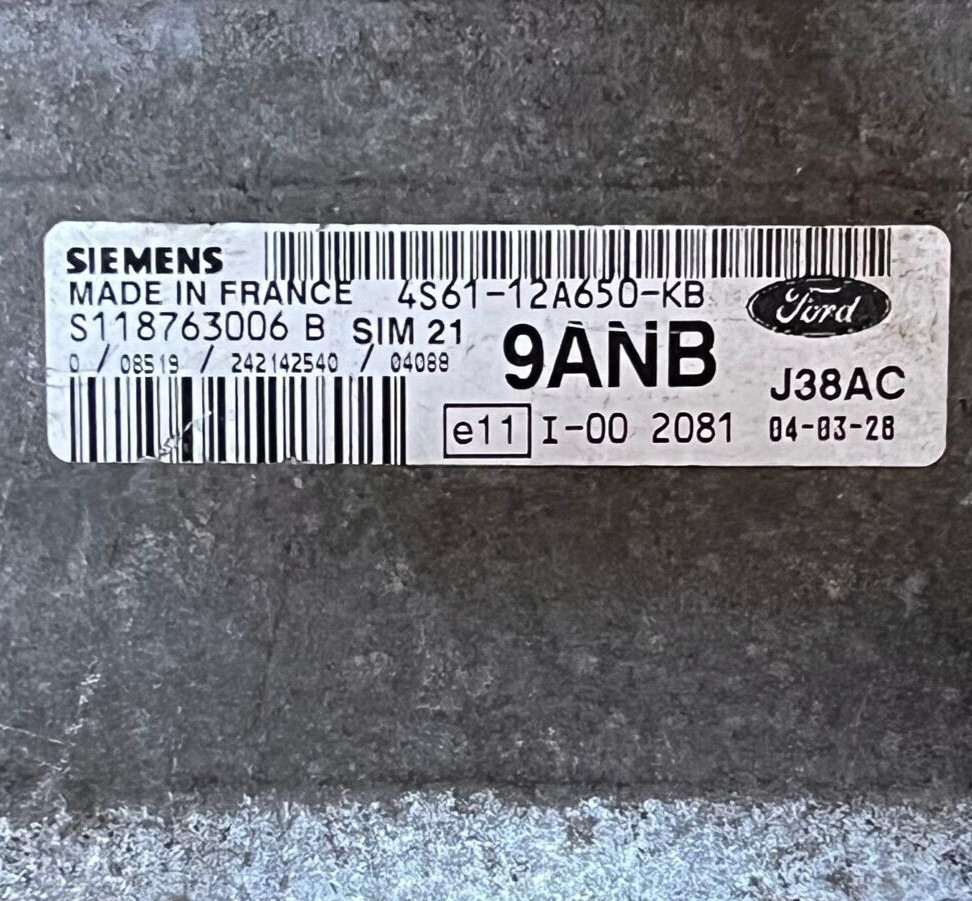 SIEMENS
MADE IN FRANCE 4S61-12A650-KB
Ford
S118763006 B SIM 21
9ANB
0 / 08519 / 242142540 / 04088
J38AC
e11 I-00 2081 04-03-28